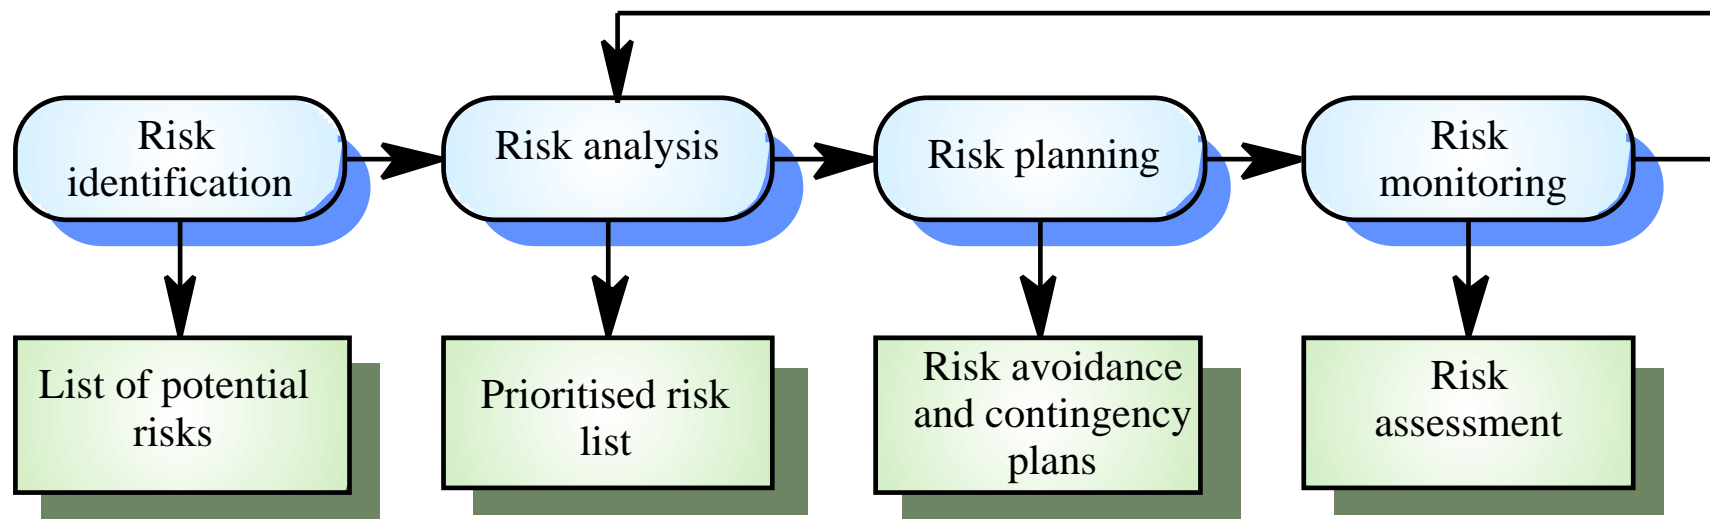 Risk
identification
Risk analysis
Risk planning
Risk
monitoring
List of potential
risks
Prioritised risk
list
Risk avoidance
and contingency
plans
Risk
assessment